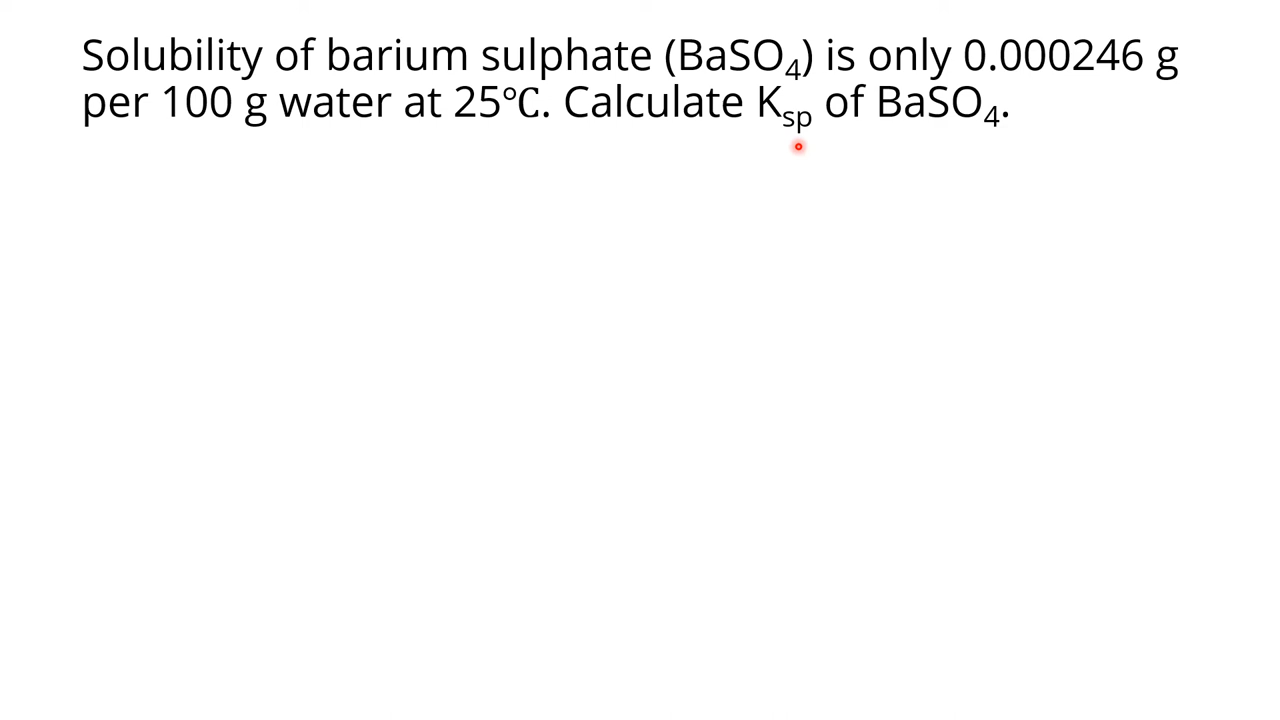 Solubility of barium sulphate (BaSO₄) is only 0.000246 g
per 100 g water at 25℃. Calculate Kₛₚ of BaSO₄.